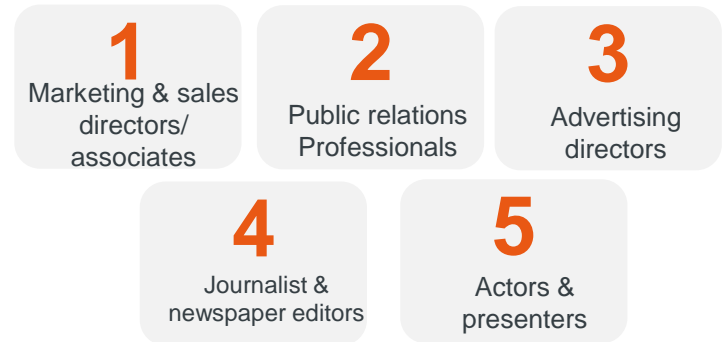 1
Marketing & sales
directors/
associates
2
Public relations
Professionals
3
Advertising
directors
4
Journalist &
newspaper editors
5
Actors &
presenters